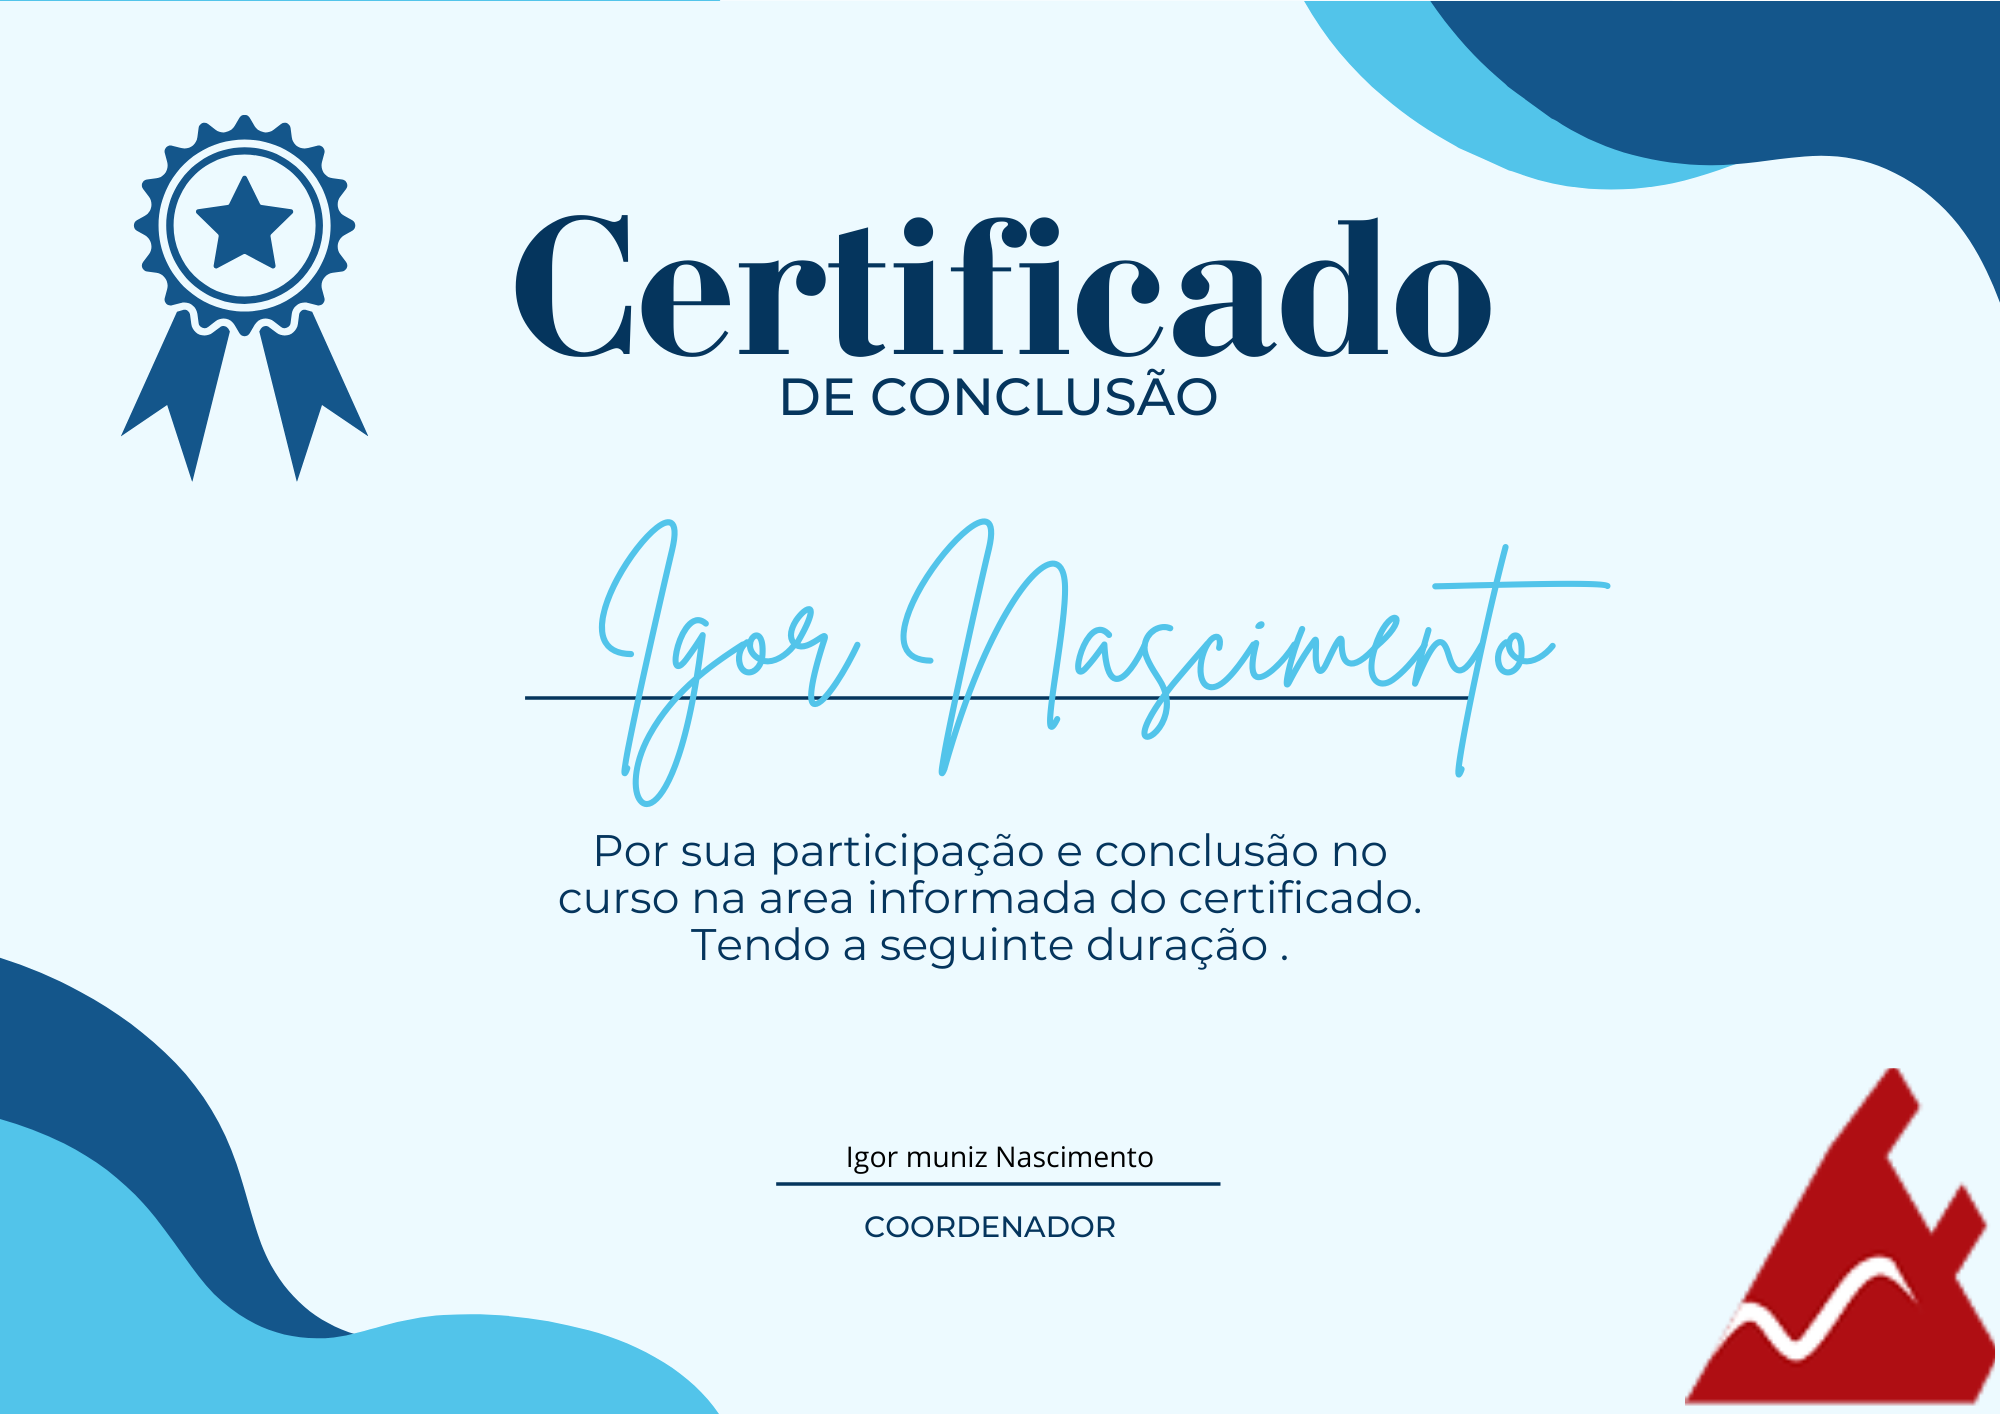 Certificado
DE CONCLUSÃO
Igor Nascimento
Por sua participação e conclusão no
curso na area informada do certificado.
Tendo a seguinte duração .
Igor muniz Nascimento
COORDENADOR